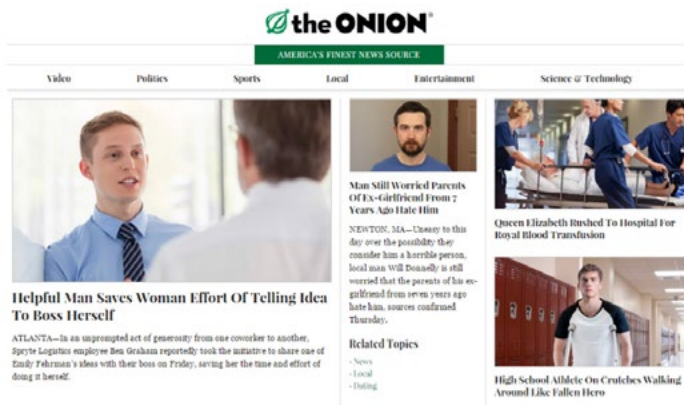 the ONION®
AMERICA'S FINEST NEWS SOURCE
Video Politics Sports Local Entertainment Science & Technology
Helpful Man Saves Woman Effort Of Telling Idea
To Boss Herself
ATLANTA—In an unprompted act of generosity from one coworker to another,
Spryte Logistics employee Ben Graham reportedly took the initiative to share one of
Emily Fehrman's ideas with their boss on Friday, saving her the time and effort of
doing it herself.
Man Still Worried Parents
Of Ex-Girlfriend From 7
Years Ago Hate Him
NEWTON, MA—Uneasy to this
day over the possibility they
consider him a horrible person,
local man Will Donnelly is still
worried that the parents of his ex-
girlfriend from seven years ago
hate him, sources confirmed
Thursday.
Related Topics
· News
· Local
· Dating
Queen Elizabeth Rushed To Hospital For
Royal Blood Transfusion
High School Athlete On Crutches Walking
Around Like Fallen Hero